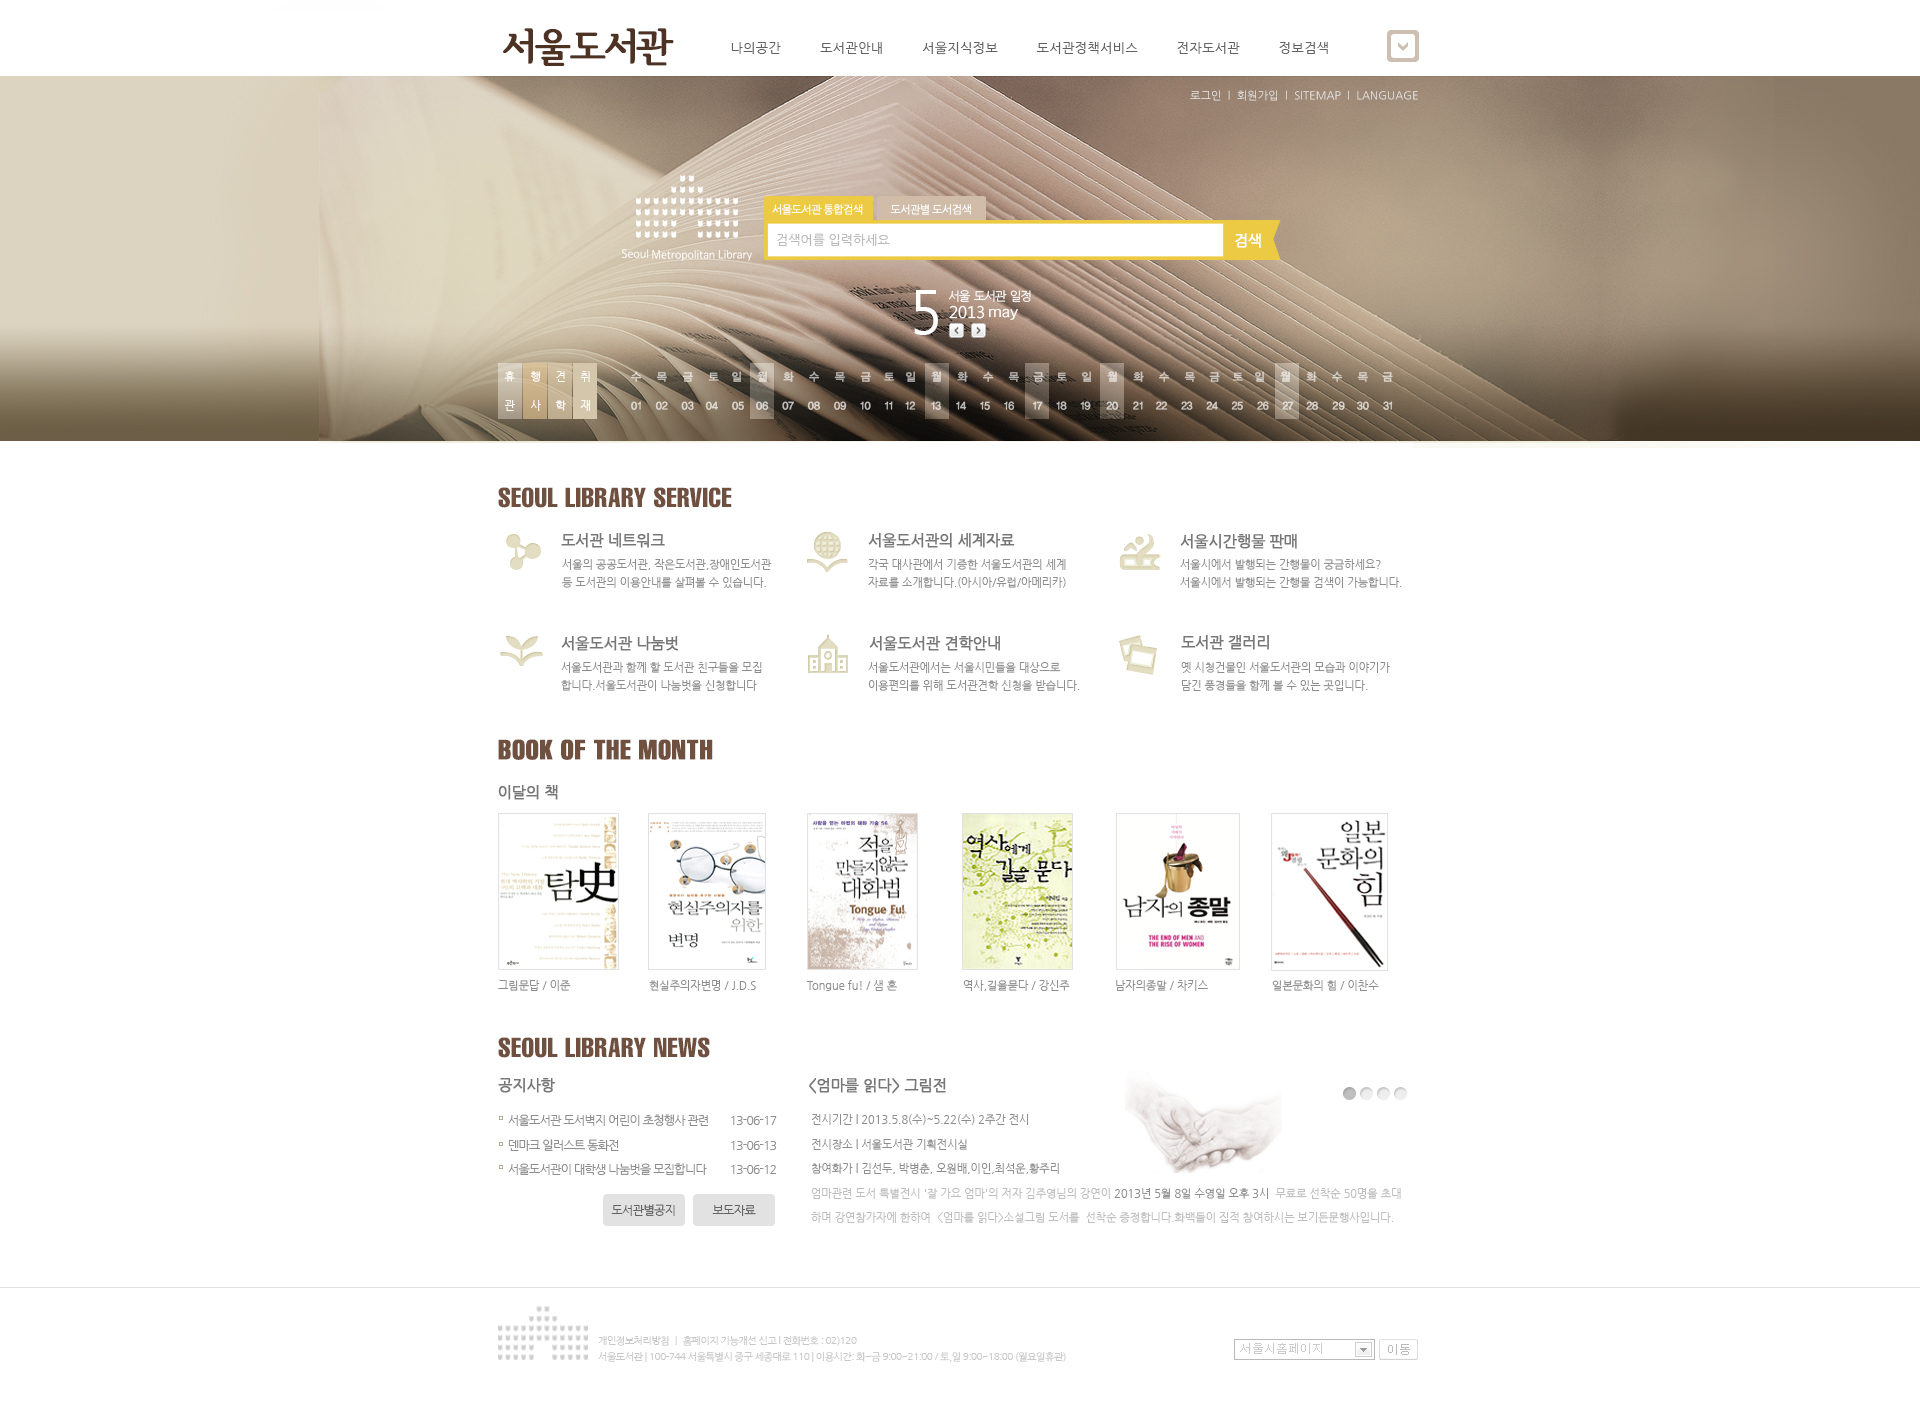 서울도서관
나의공간 도서관안내 서울지식정보 도서관정책서비스 전자도서관 정보검색
로그인 | 회원가입 | SITEMAP | LANGUAGE
서울도서관 통합검색 도서관별 도서검색
검색어를 입력하세요 검색
Seoul Metropolitan Library
5 서울 도서관 일정
2013 may
휴 행 견 취 수 목 금 토 일 월 화 수 목 금 토 일 월 화 수 목 금 토 일 월 화 수 목 금 토 일 월 화 수 목 금
관 사 학 재 01 02 03 04 05 06 07 08 09 10 11 12 13 14 15 16 17 18 19 20 21 22 23 24 25 26 27 28 29 30 31
SEOUL LIBRARY SERVICE
도서관 네트워크
서울의 공공도서관, 작은도서관,장애인도서관
등 도서관의 이용안내를 살펴볼 수 있습니다.
서울도서관의 세계자료
각국 대사관에서 기증한 서울도서관의 세계
자료를 소개합니다.(아시아/유럽/아메리카)
서울시간행물 판매
서울시에서 발행되는 간행물이 궁금하세요?
서울시에서 발행되는 간행물 검색이 가능합니다.
서울도서관 나눔벗
서울도서관과 함께 할 도서관 친구들을 모집
합니다.서울도서관이 나눔벗을 신청합니다
서울도서관 견학안내
서울도서관에서는 서울시민들을 대상으로
이용편의를 위해 도서관견학 신청을 받습니다.
도서관 갤러리
옛 시청건물인 서울도서관의 모습과 이야기가
담긴 풍경들을 함께 볼 수 있는 곳입니다.
BOOK OF THE MONTH
이달의 책
탐史
현실주의자를
위한
변명
사람을 얻는 마법의 대화 기술 56
적을
만들지않는
대화법
Tongue Fu!
역사에게
길을 묻다
남자의 종말
THE END OF MEN AND
THE RISE OF WOMEN
일본
문화의
힘
그림문답 / 이준
현실주의자변명 / J.D.S
Tongue fu! / 샘 혼
역사,길을묻다 / 강신주
남자의종말 / 차키스
일본문화의 힘 / 이찬수
SEOUL LIBRARY NEWS
공지사항
서울도서관 도서벽지 어린이 초청행사 관련 13-06-17
덴마크 일러스트 동화전 13-06-13
서울도서관이 대학생 나눔벗을 모집합니다 13-06-12
도서관별공지 보도자료
<엄마를 읽다> 그림전
전시기간 | 2013.5.8(수)~5.22(수) 2주간 전시
전시장소 | 서울도서관 기획전시실
참여화가 | 김선두, 박병춘, 오원배,이인,최석운,황주리
엄마관련 도서 특별전시 '잘 가요 엄마'의 저자 김주영님의 강연이 2013년 5월 8일 수영일 오후 3시 무료로 선착순 50명을 초대
하며 강연참가자에 한하여 <엄마를 읽다>소설그림 도서를 선착순 증정합니다.화백들이 집적 참여하시는 보기든문행사입니다.
개인정보처리방침 | 홈페이지 기능개선 신고 | 전화번호 : 02)120
서울도서관 | 100-744 서울특별시 중구 세종대로 110 | 이용시간: 화~금 9:00~21:00 / 토,일 9:00~18:00 (월요일휴관)
서울시홈페이지 이동